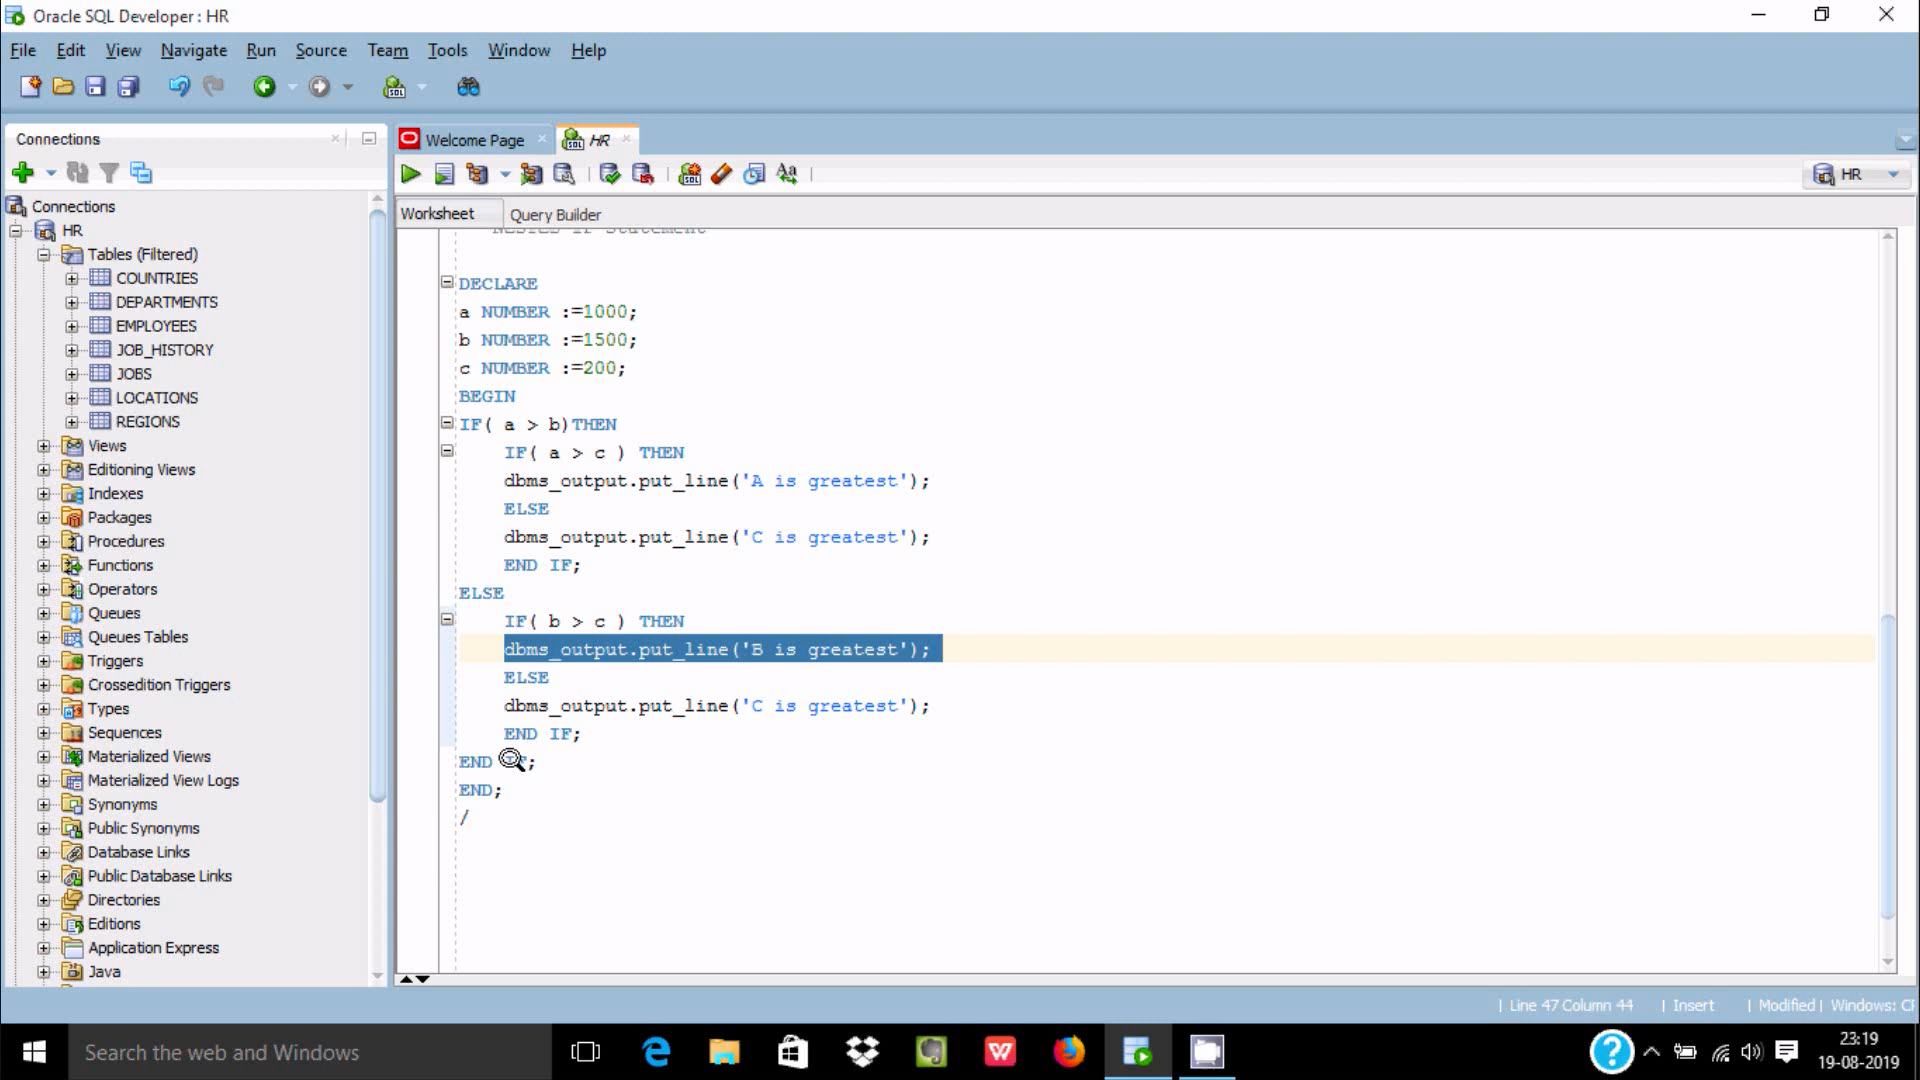 Oracle SQL Developer : HR
File Edit View Navigate Run Source Team Tools Window Help
Connections
Welcome Page
HR
HR
Worksheet
Query Builder
Connections
HR
Tables (Filtered)
COUNTRIES
DEPARTMENTS
EMPLOYEES
JOB_HISTORY
JOBS
LOCATIONS
REGIONS
Views
Editioning Views
Indexes
Packages
Procedures
Functions
Operators
Queues
Queues Tables
Triggers
Crossedition Triggers
Types
Sequences
Materialized Views
Materialized View Logs
Synonyms
Public Synonyms
Database Links
Public Database Links
Directories
Editions
Application Express
Java
IF Statement
DECLARE
a NUMBER :=1000;
b NUMBER :=1500;
c NUMBER :=200;
BEGIN
IF( a > b)THEN
IF( a > c ) THEN
dbms_output.put_line('A is greatest');
ELSE
dbms_output.put_line('C is greatest');
END IF;
ELSE
IF( b > c ) THEN
dbms_output.put_line('B is greatest');
ELSE
dbms_output.put_line('C is greatest');
END IF;
END IF;
END;
/
| Line 47 Column 44 | Insert | Modified | Windows: CR
Search the web and Windows
23:19
19-08-2019